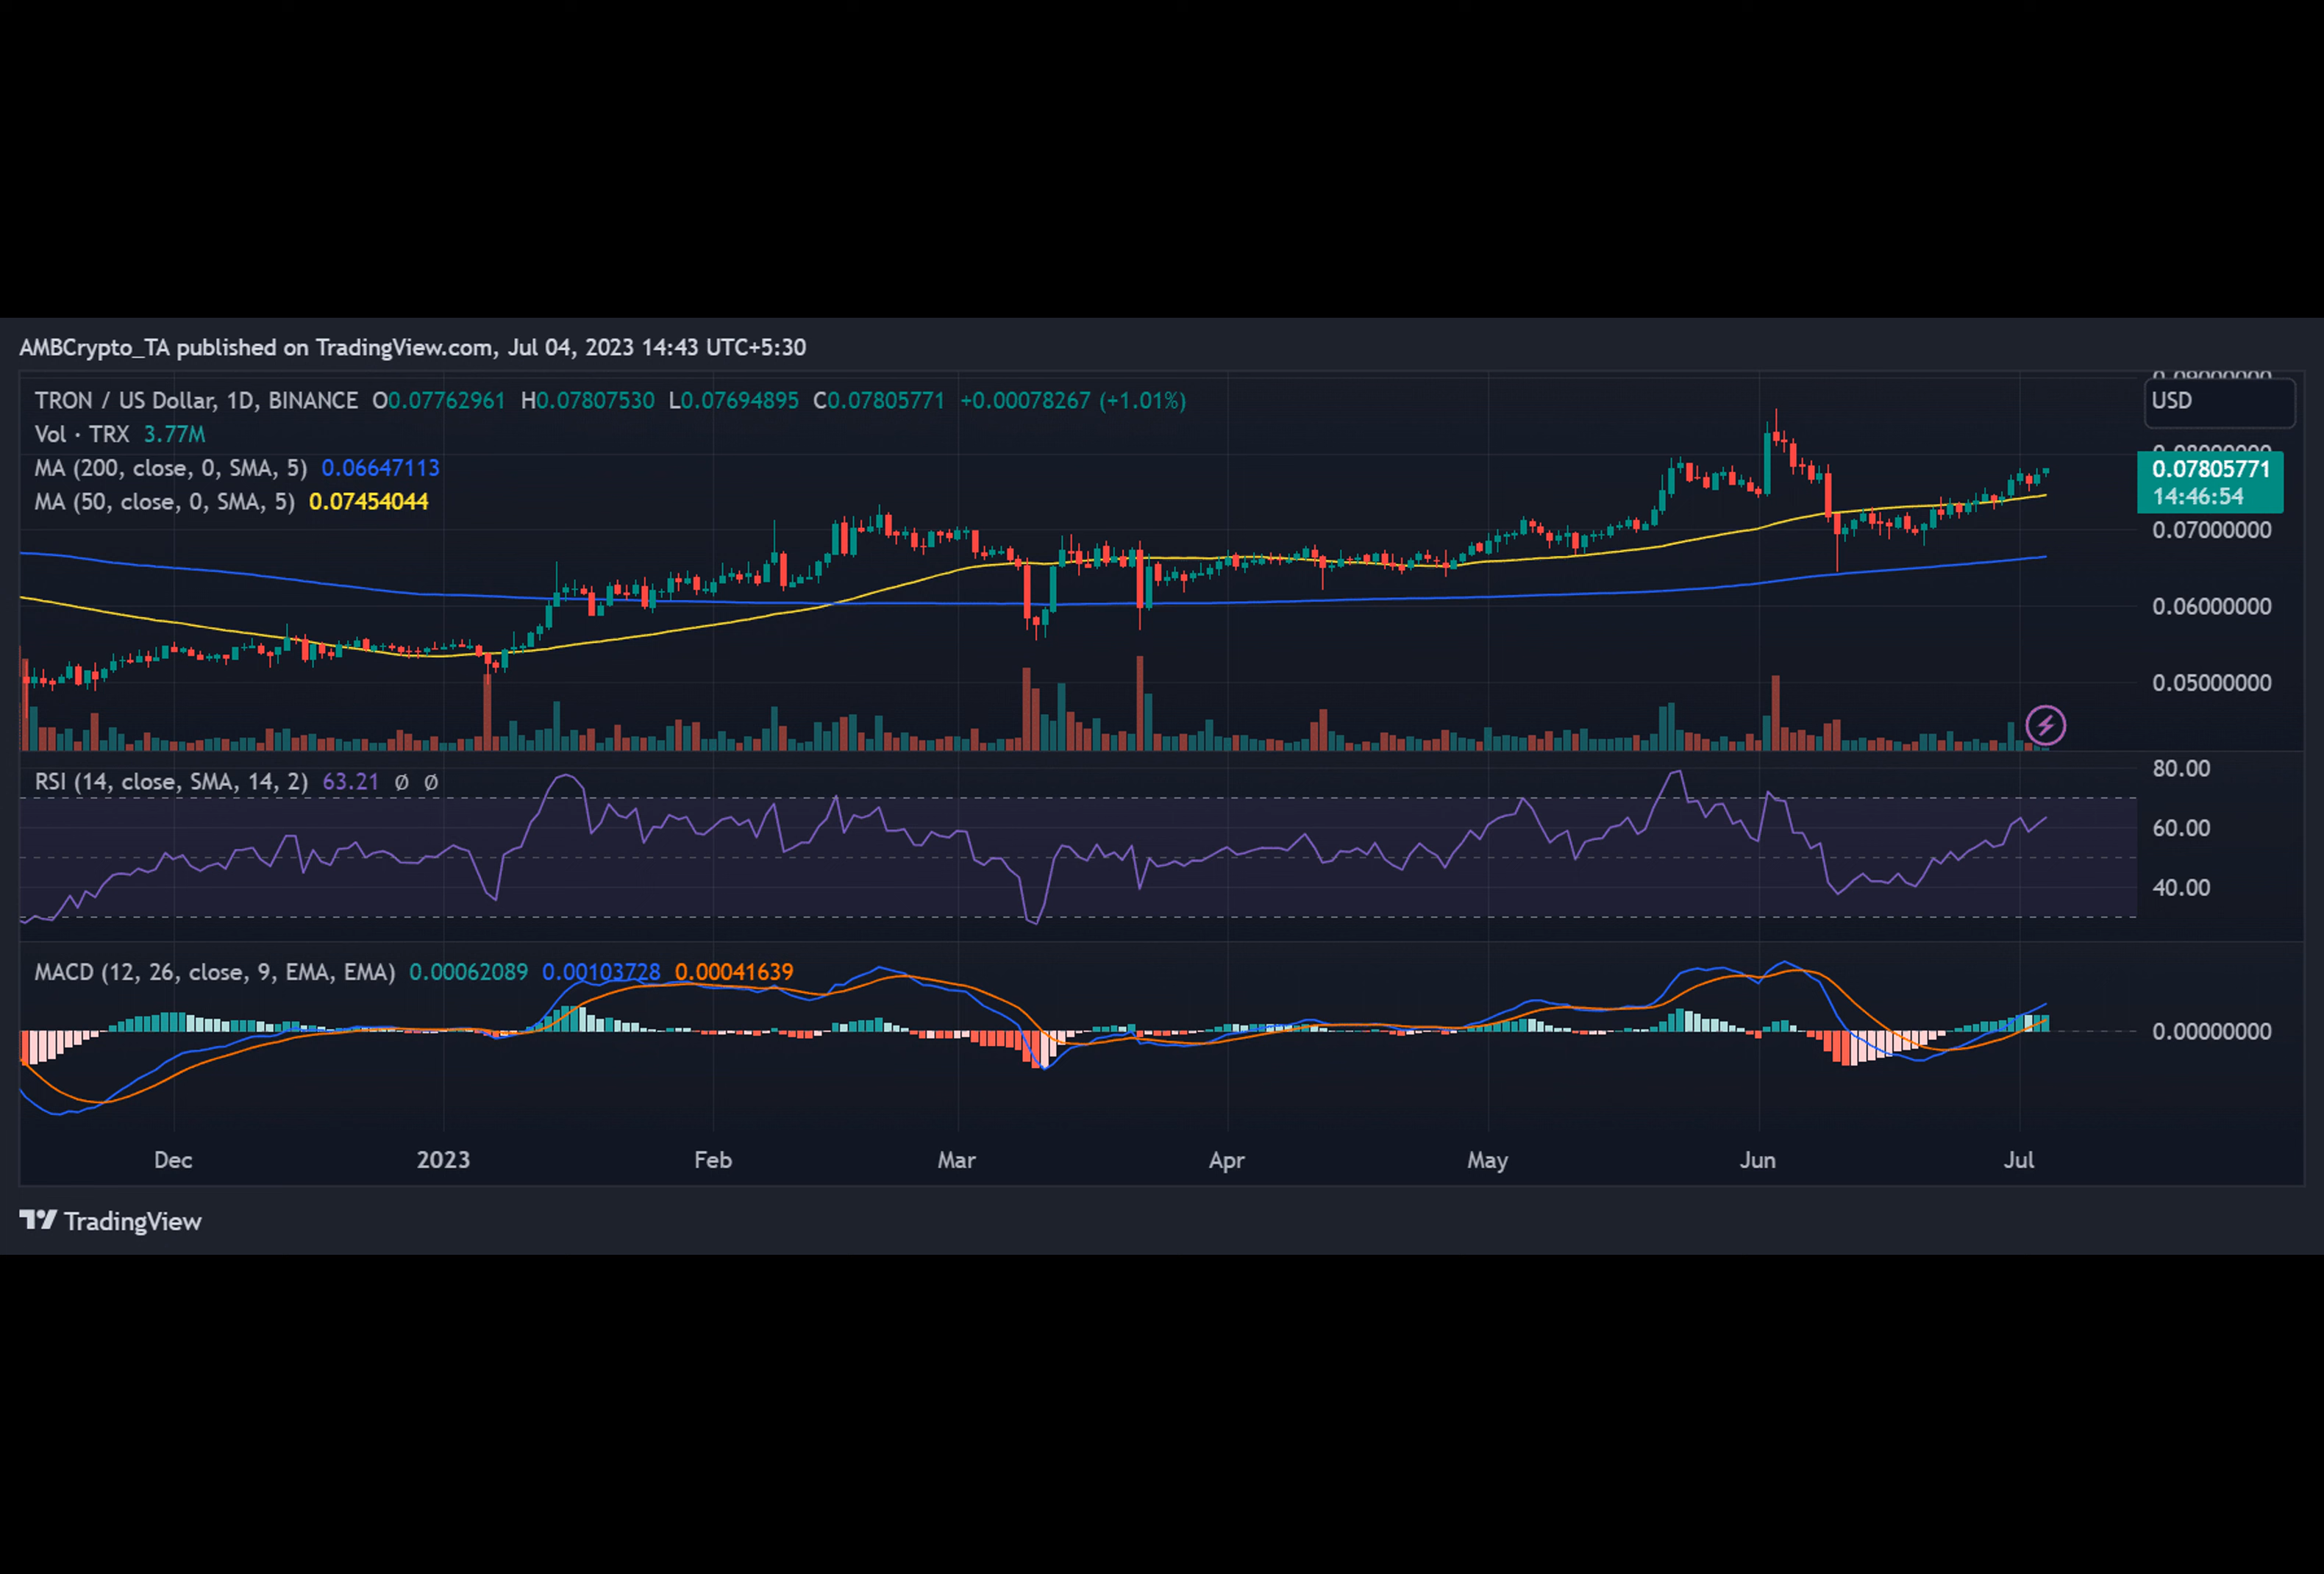 AMBCrypto_TA published on TradingView.com, Jul 04, 2023 14:43 UTC+5:30
TRON / US Dollar, 1D, BINANCE O0.07762961 H0.07807530 L0.07694895 C0.07805771 +0.00078267 (+1.01%)
Vol · TRX 3.77M
MA (200, close, 0, SMA, 5) 0.06647113
MA (50, close, 0, SMA, 5) 0.07454044
0.09000000
USD
0.08000000
0.07805771
14:46:54
0.07000000
0.06000000
0.05000000
RSI (14, close, SMA, 14, 2) 63.21 Ø Ø
80.00
60.00
40.00
MACD (12, 26, close, 9, EMA, EMA) 0.00062089 0.00103728 0.00041639
0.00000000
Dec 2023 Feb Mar Apr May Jun Jul
TradingView